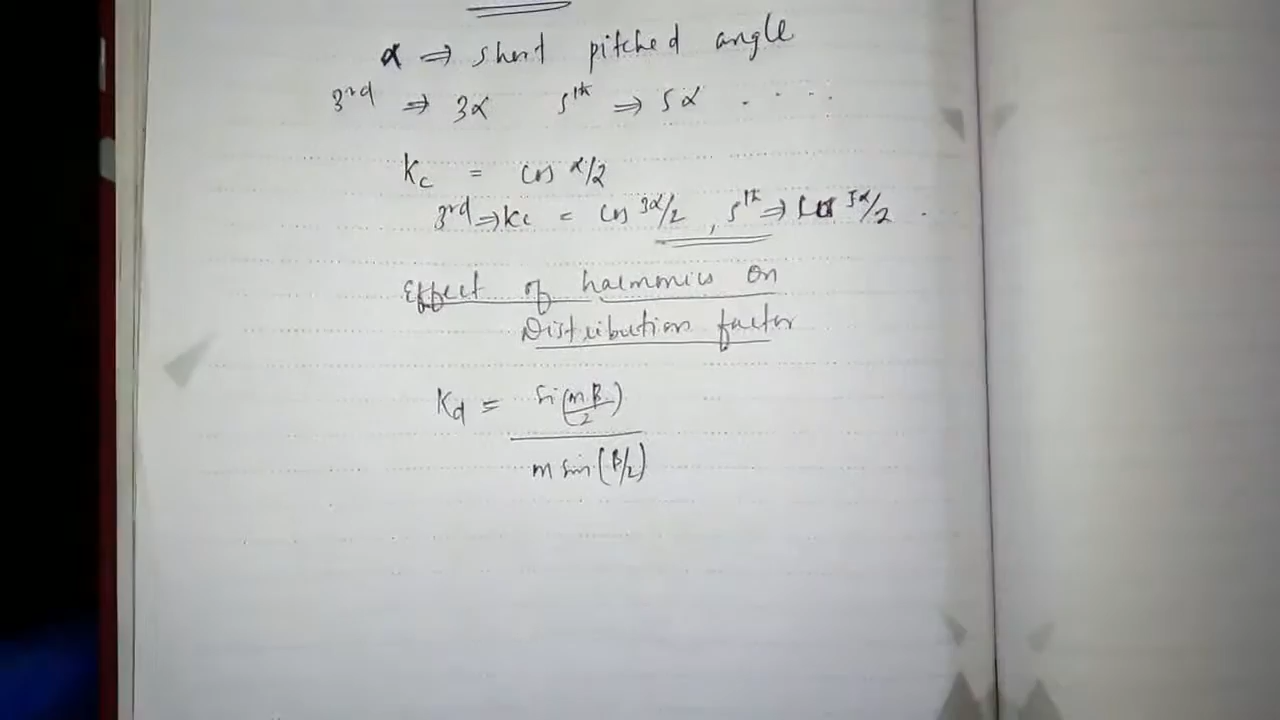 α ⇒ short pitched angle
3rd ⇒ 3α 5th ⇒ 5α . . . .
Kc = cos α/2
3rd ⇒ Kc = cos 3α/2 , 5th ⇒ cos 5α/2 .
Effect of harmonics on
Distribution factor
Kd = Si(mβ/2)
m sin(β/2)